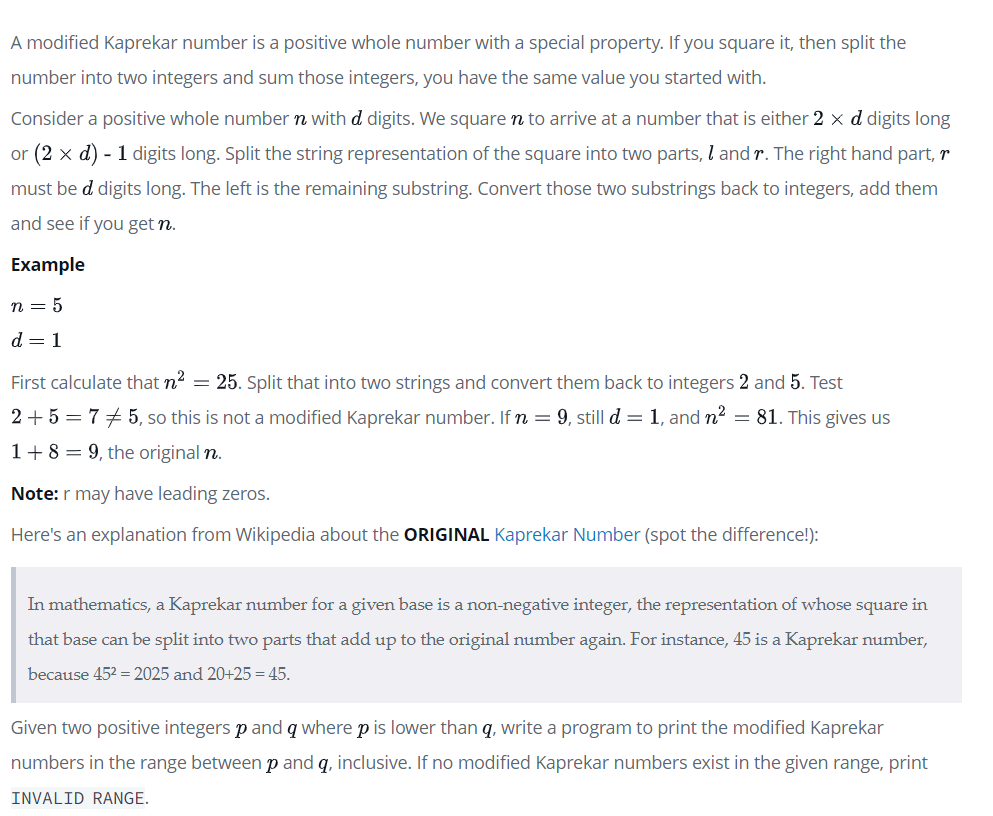 A modified Kaprekar number is a positive whole number with a special property. If you square it, then split the
number into two integers and sum those integers, you have the same value you started with.
Consider a positive whole number n with d digits. We square n to arrive at a number that is either 2 × d digits long
or (2 × d) - 1 digits long. Split the string representation of the square into two parts, l and r. The right hand part, r
must be d digits long. The left is the remaining substring. Convert those two substrings back to integers, add them
and see if you get n.
Example
n = 5
d = 1
First calculate that n² = 25. Split that into two strings and convert them back to integers 2 and 5. Test
2 + 5 = 7 ≠ 5, so this is not a modified Kaprekar number. If n = 9, still d = 1, and n² = 81. This gives us
1 + 8 = 9, the original n.
Note: r may have leading zeros.
Here's an explanation from Wikipedia about the ORIGINAL Kaprekar Number (spot the difference!):
In mathematics, a Kaprekar number for a given base is a non-negative integer, the representation of whose square in
that base can be split into two parts that add up to the original number again. For instance, 45 is a Kaprekar number,
because 45² = 2025 and 20+25 = 45.
Given two positive integers p and q where p is lower than q, write a program to print the modified Kaprekar
numbers in the range between p and q, inclusive. If no modified Kaprekar numbers exist in the given range, print
INVALID RANGE.